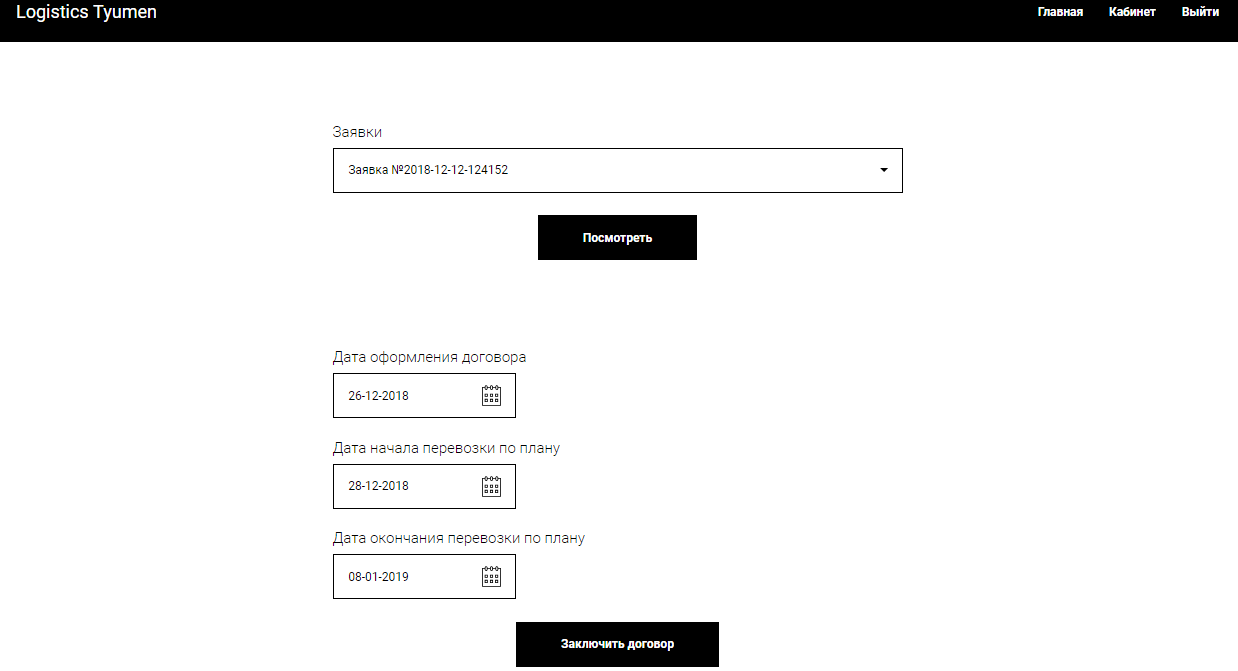 Logistics Tyumen
Главная Кабинет Выйти
Заявки
Заявка №2018-12-12-124152
Посмотреть
Дата оформления договора
26-12-2018
Дата начала перевозки по плану
28-12-2018
Дата окончания перевозки по плану
08-01-2019
Заключить договор